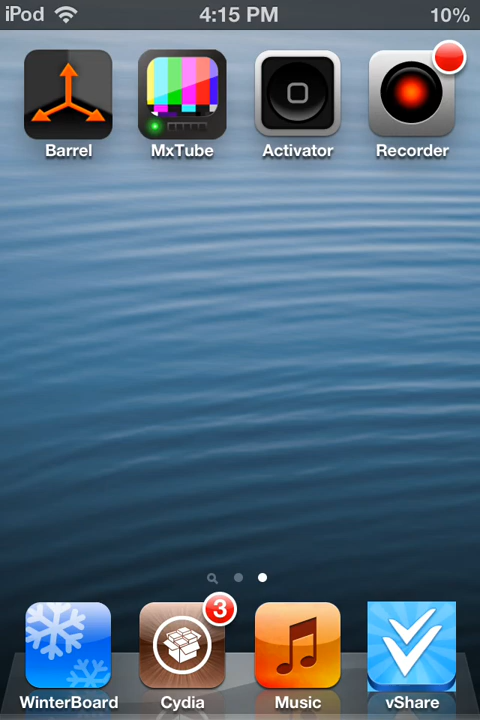 iPod 4:15 PM 10%
Barrel MxTube Activator Recorder
3
WinterBoard Cydia Music vShare